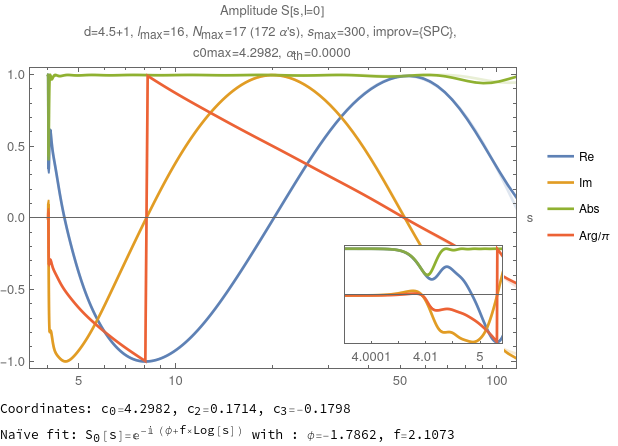 Amplitude S[s,l=0]
d=4.5+1, lmax=16, Nmax=17 (172 α's), smax=300, improv={SPC},
c0max=4.2982, αth=0.0000
1.0
0.5
0.0
−0.5
−1.0
s
Re
Im
Abs
Arg/π
4.0001
4.01
5
5
10
50
100
Coordinates: c0=4.2982, c2=0.1714, c3=-0.1798
Naïve fit: S0[s]=e^-i (ϕ+f×Log[s]) with : ϕ=-1.7862, f=2.1073